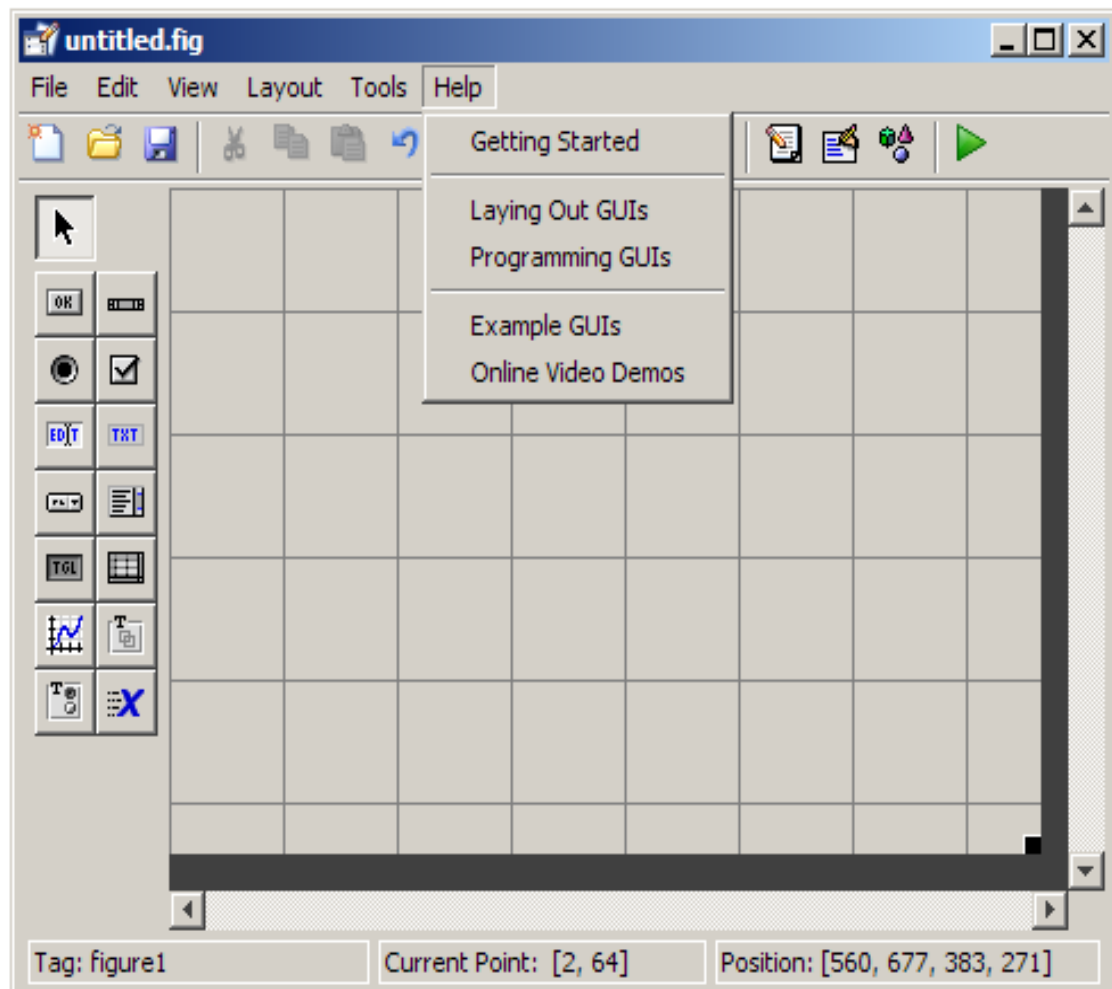 untitled.fig
File Edit View Layout Tools Help
Getting Started
Laying Out GUIs
Programming GUIs
Example GUIs
Online Video Demos
OK
EDIT TXT
TGL
T
T
X
Tag: figure1 Current Point: [2, 64] Position: [560, 677, 383, 271]